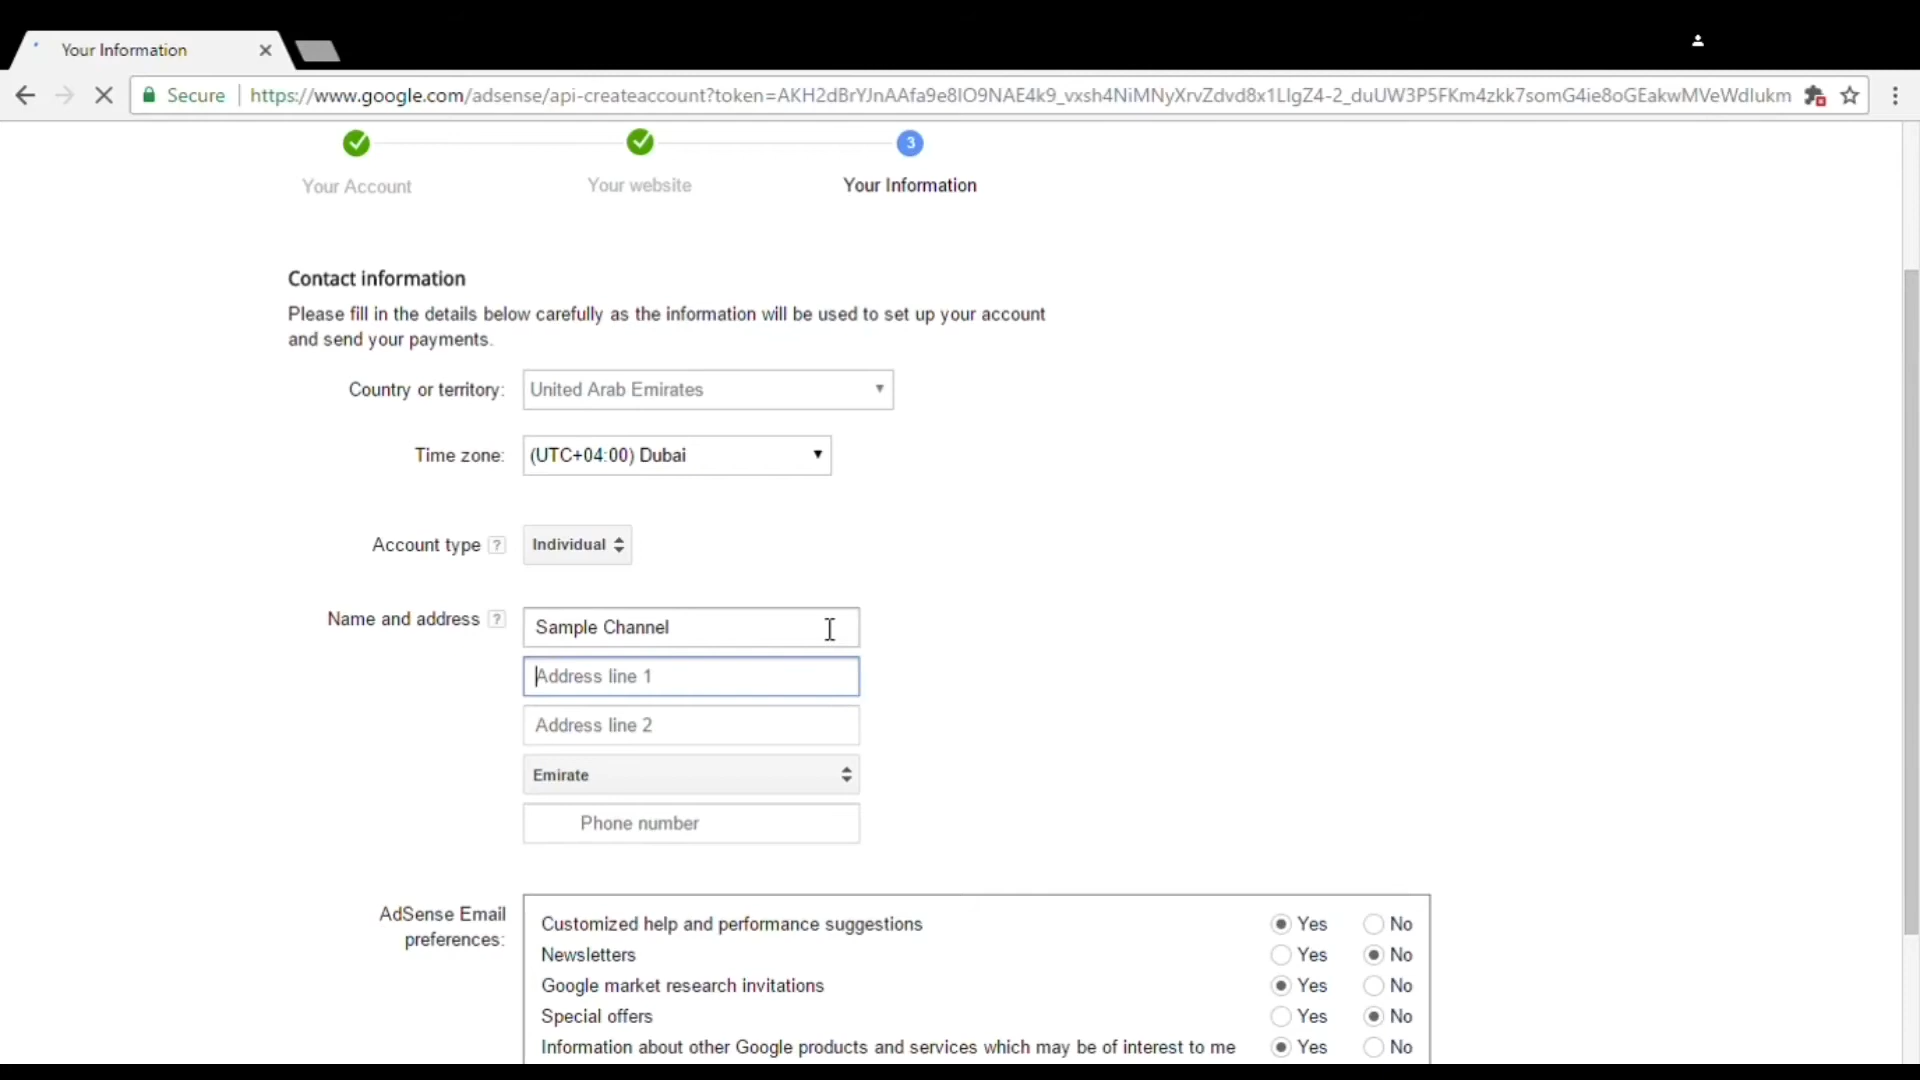 Your Information
Secure
https://www.google.com/adsense/api-createaccount?token=AKH2dBrYJnAAfa9e8IO9NAE4k9_vxsh4NiMNyXrvZdvd8x1LIgZ4-2_duUW3P5FKm4zkk7somG4ie8oGEakwMVeWdIukm
3
Your Account
Your website
Your Information
Contact information
Please fill in the details below carefully as the information will be used to set up your account
and send your payments.
Country or territory: United Arab Emirates
Time zone: (UTC+04:00) Dubai
Account type ? Individual
Name and address ? Sample Channel
Address line 1
Address line 2
Emirate
Phone number
AdSense Email
preferences:
Customized help and performance suggestions Yes No
Newsletters Yes No
Google market research invitations Yes No
Special offers Yes No
Information about other Google products and services which may be of interest to me Yes No